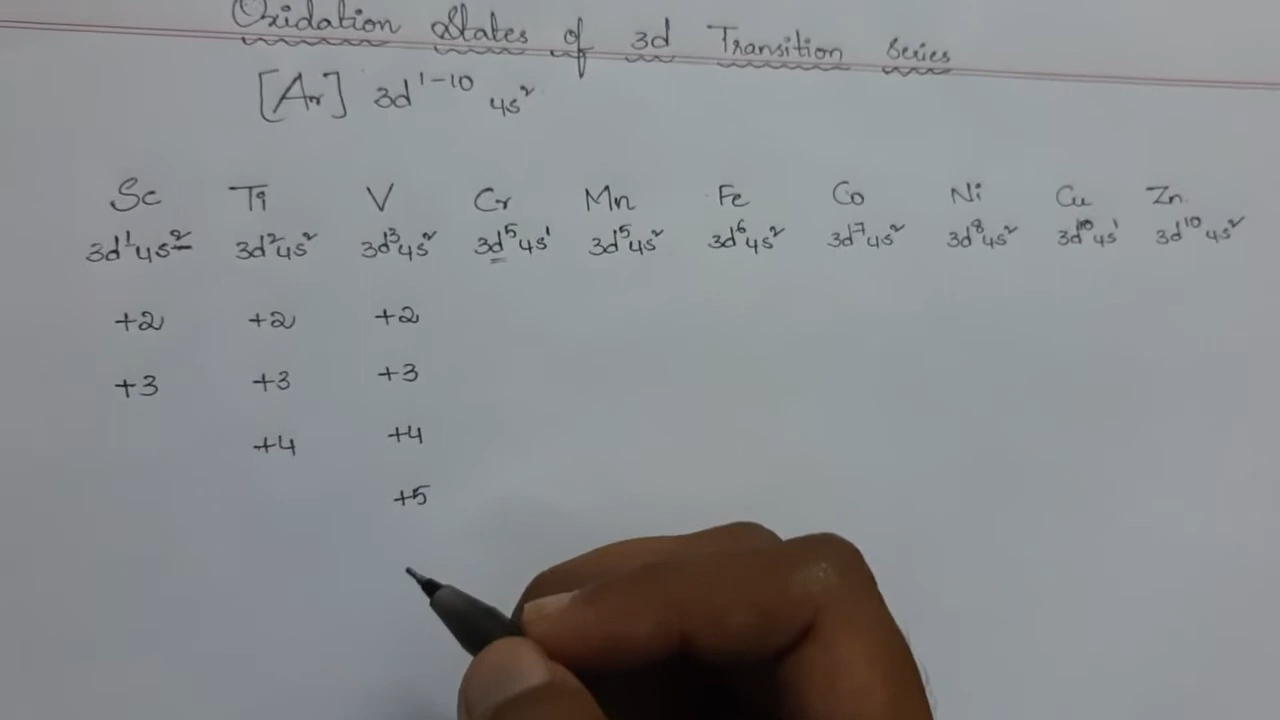 Oxidation States of 3d Transition Series
[Ar] 3d¹⁻¹⁰ 4s²
Sc Ti V Cr Mn Fe Co Ni Cu Zn
3d¹4s² 3d²4s² 3d³4s² 3d⁵4s¹ 3d⁵4s² 3d⁶4s² 3d⁷4s² 3d⁸4s² 3d¹⁰4s¹ 3d¹⁰4s²
+2 +2 +2
+3 +3 +3
+4 +4
+5